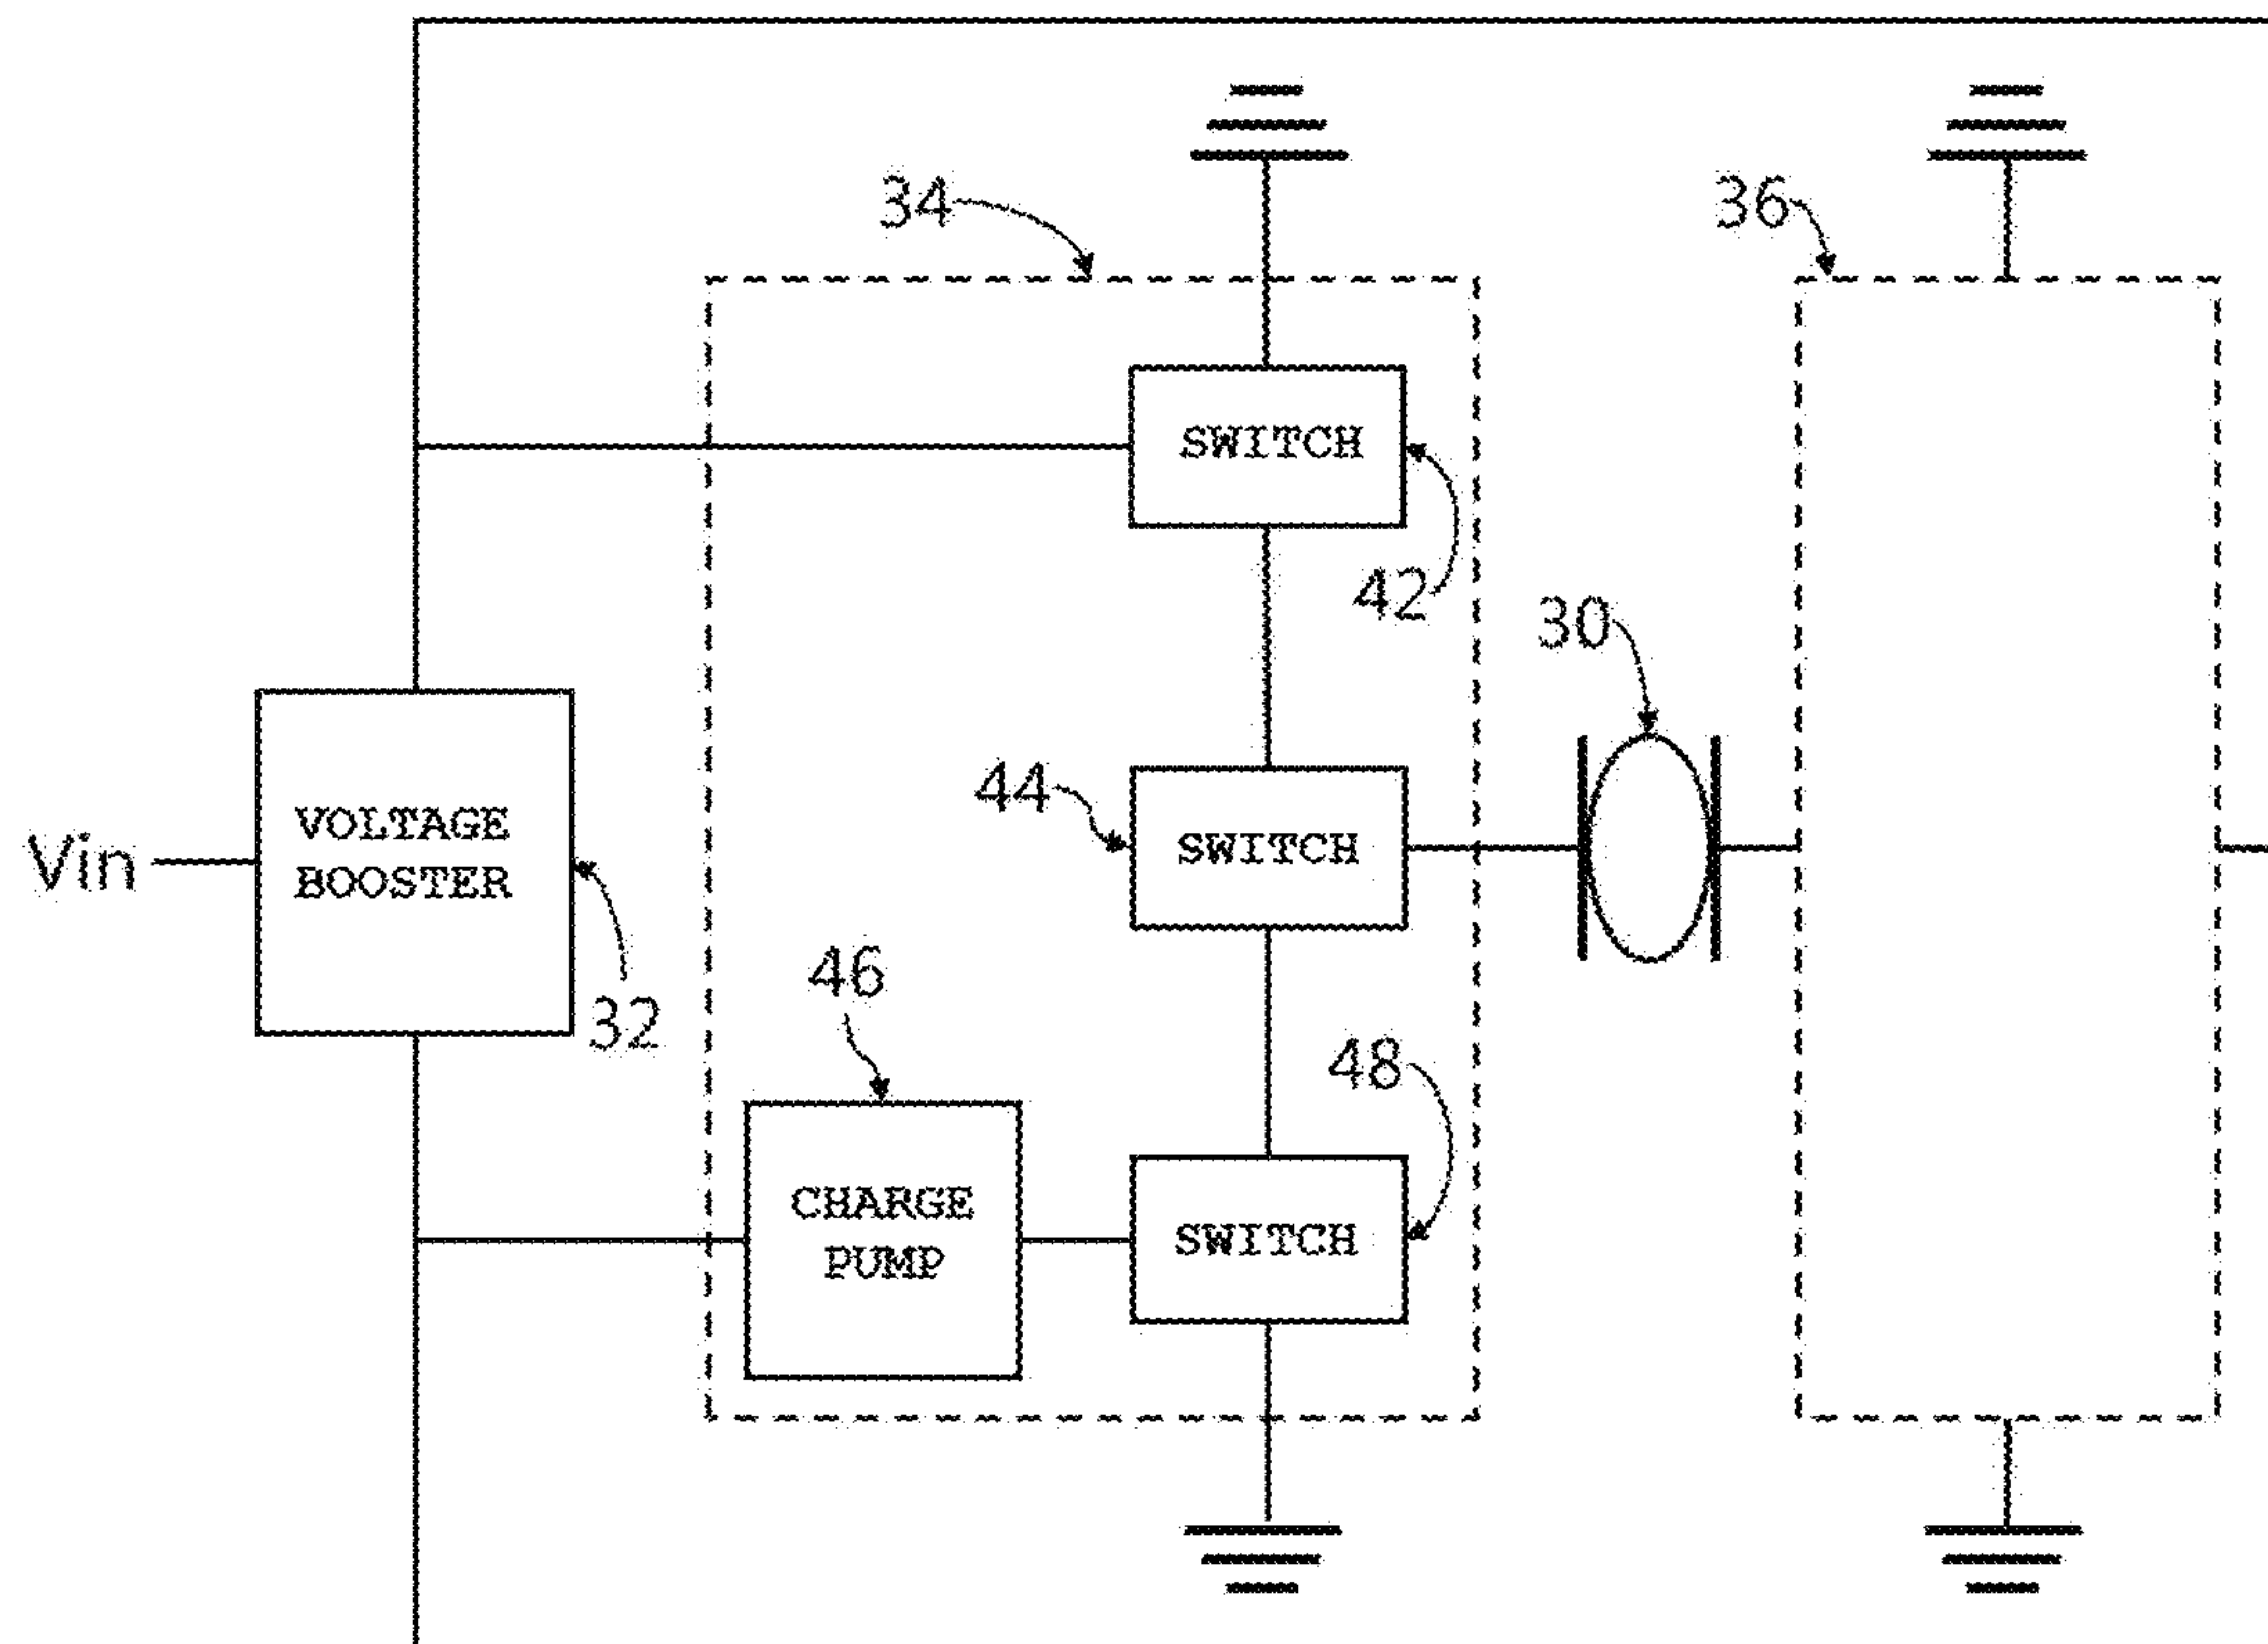 34
36
SWITCH
42
30
44
VOLTAGE
BOOSTER
Vin
SWITCH
46
32
48
CHARGE
PUMP
SWITCH